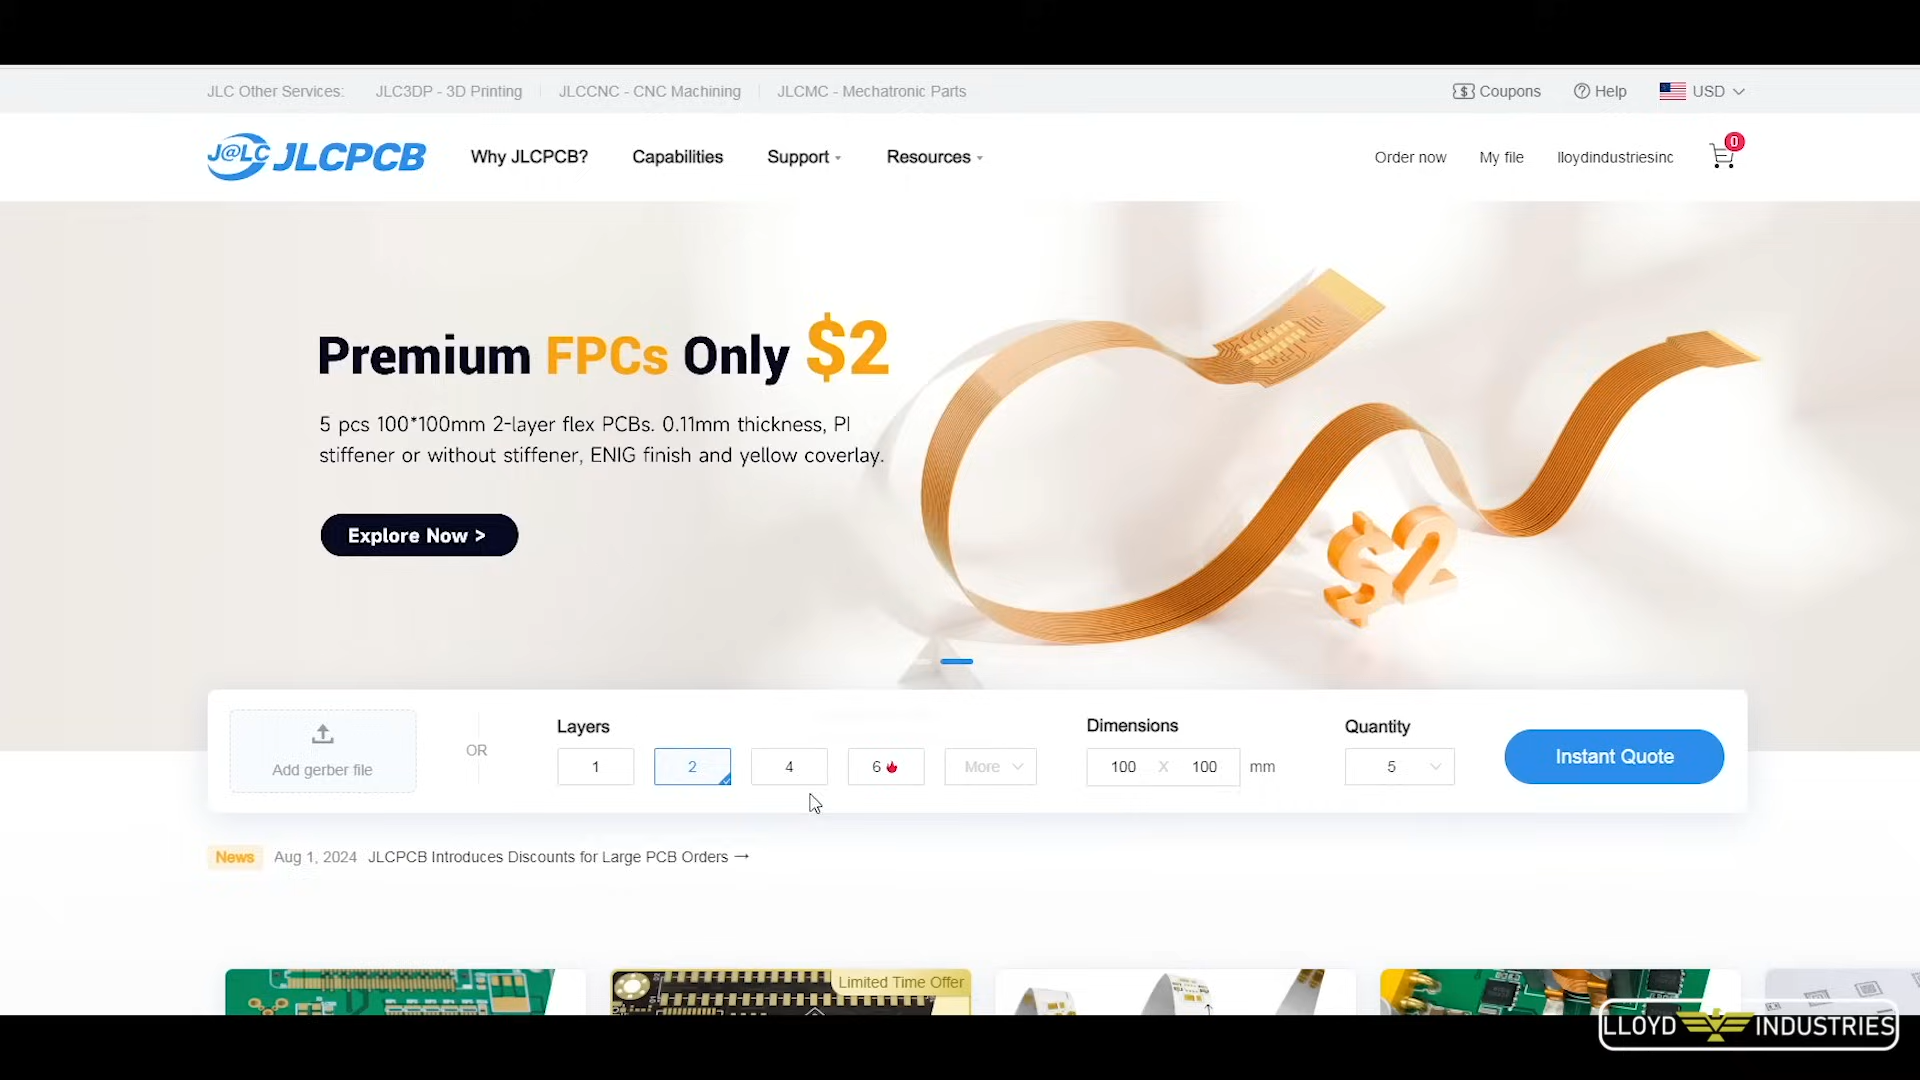 JLC Other Services:
JLC3DP - 3D Printing
JLCCNC - CNC Machining
JLCMC - Mechatronic Parts
$ Coupons
? Help
USD
J@LC JLCPCB
Why JLCPCB?
Capabilities
Support
Resources
Order now
My file
lloydindustriesinc
0
Premium FPCs Only $2
5 pcs 100*100mm 2-layer flex PCBs. 0.11mm thickness, PI
stiffener or without stiffener, ENIG finish and yellow coverlay.
Explore Now >
$2
Add gerber file
OR
Layers
1
2
4
6
More
Dimensions
100 X 100 mm
Quantity
5
Instant Quote
News
Aug 1, 2024
JLCPCB Introduces Discounts for Large PCB Orders →
Limited Time Offer
LLOYD INDUSTRIES